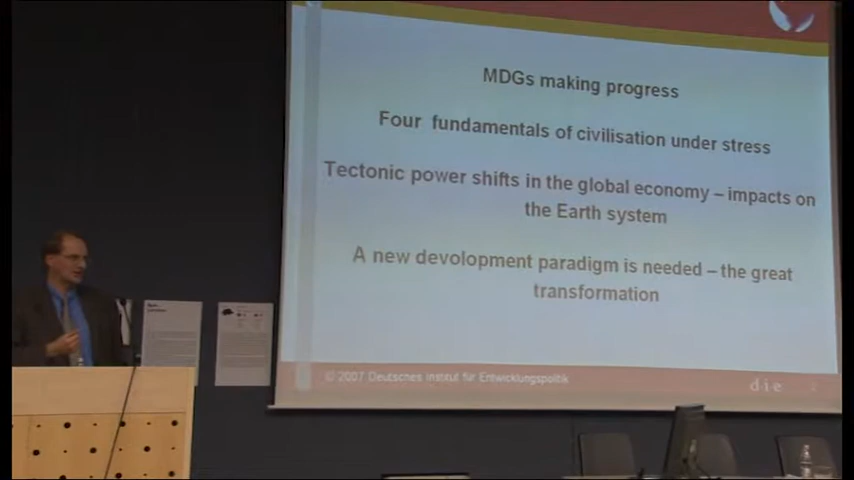 MDGs making progress
Four fundamentals of civilisation under stress
Tectonic power shifts in the global economy – impacts on
the Earth system
A new devolopment paradigm is needed – the great
transformation
© 2007 Deutsches Institut für Entwicklungspolitik
die